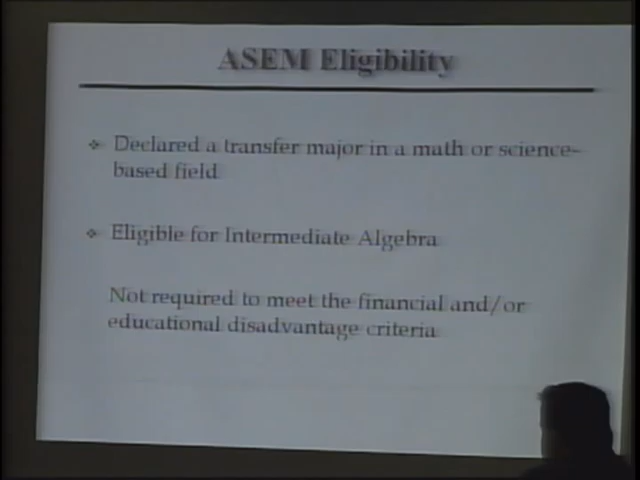 ASEM Eligibility
Declared a transfer major in a math or science-
based field
Eligible for Intermediate Algebra
Not required to meet the financial and/or
educational disadvantage criteria